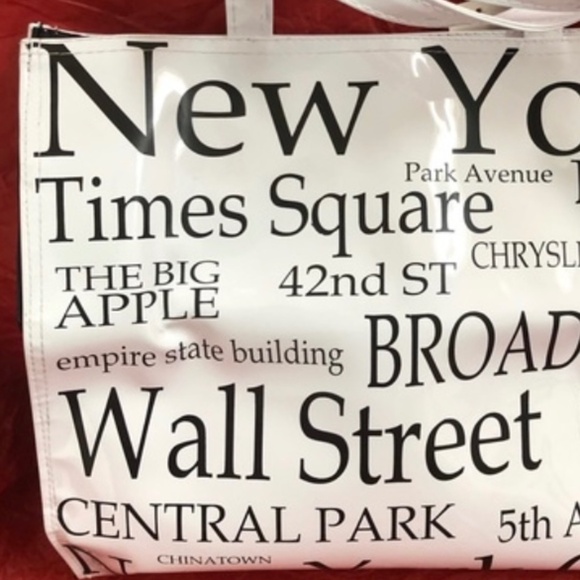 New Yo
Park Avenue
Times Square
CHRYSL
THE BIG
APPLE
42nd ST
empire state building
BROAD
Wall Street
CENTRAL PARK
5th A
CHINATOWN